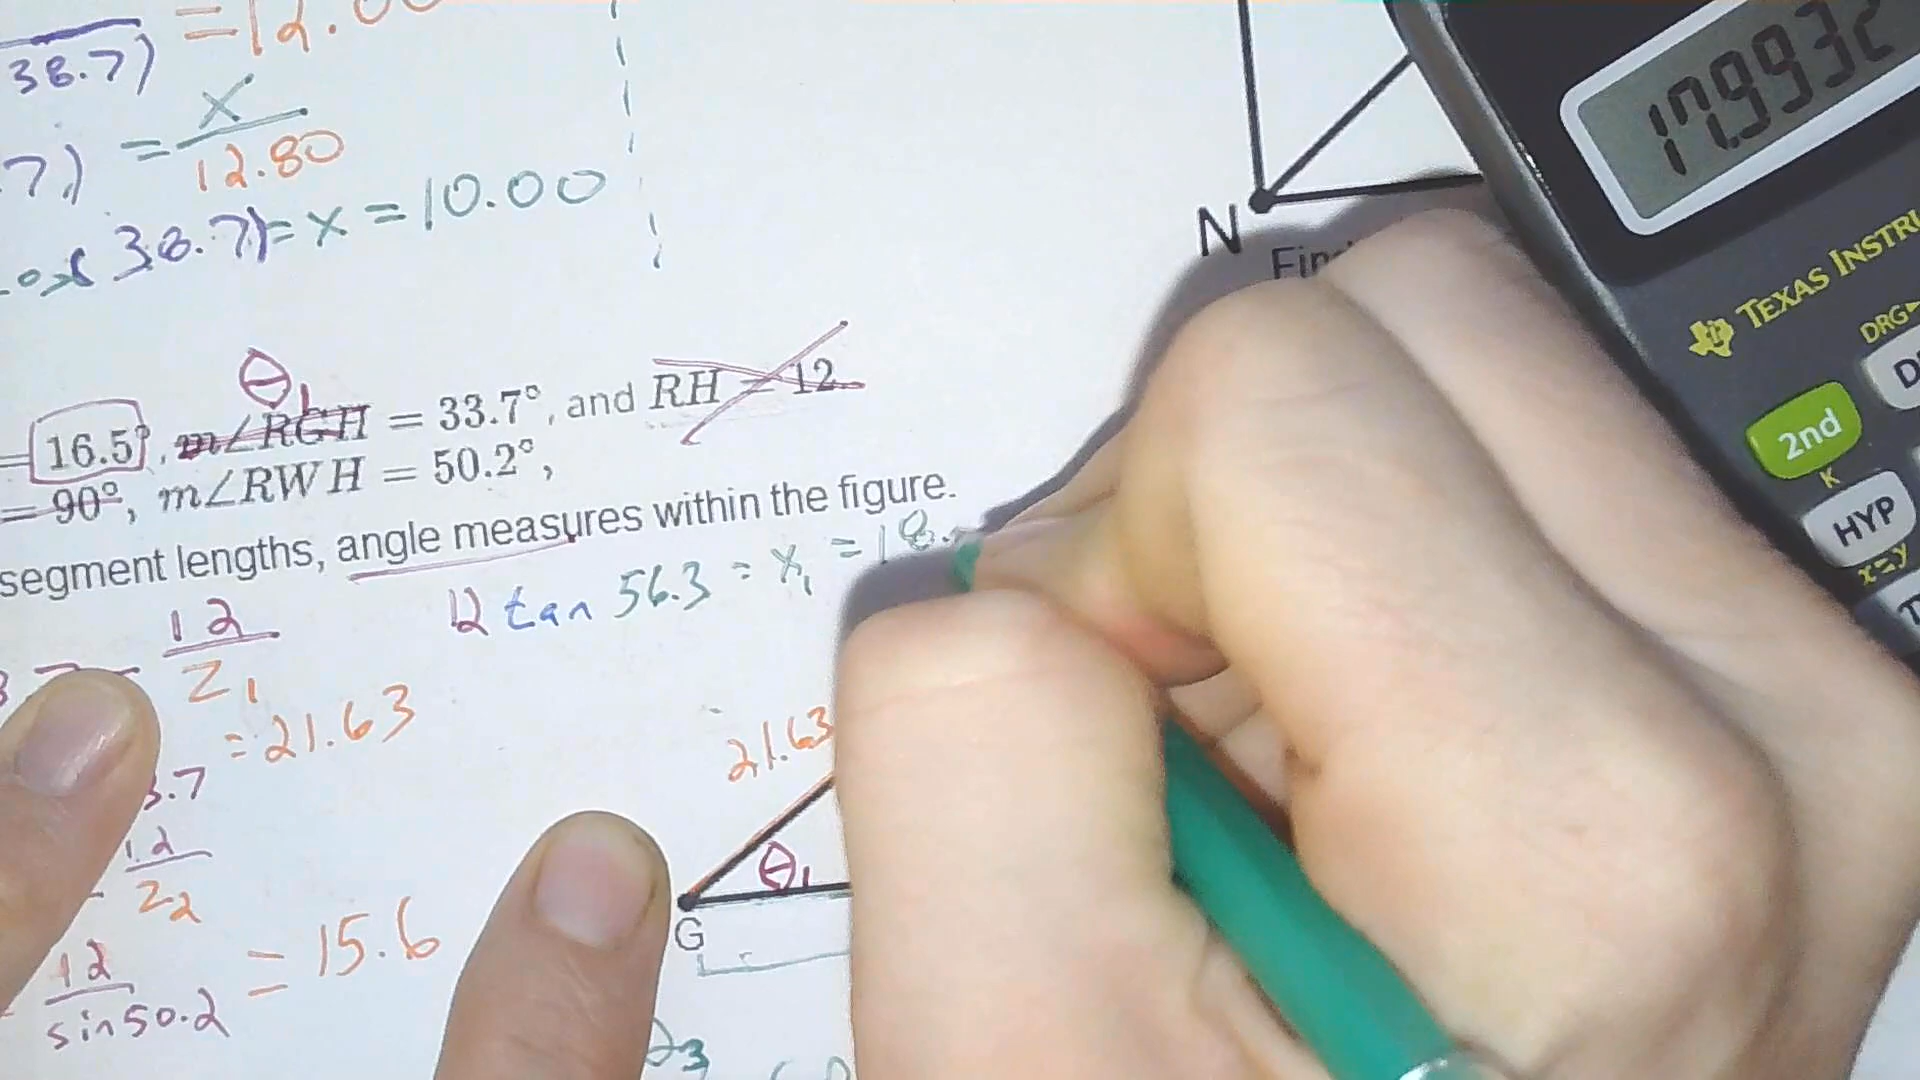 38.7) = 12.
.7) = x / 12.80
cos( 38.7) = x = 10.00
N
Fin
17.9932
TEXAS INSTRU
DRG
2nd
K
HYP
x=y
θ1
= 16.5°, m∠RGH = 33.7°, and RH = 12
= 90°, m∠RWH = 50.2°,
segment lengths, angle measures within the figure.
12 tan 56.3 = x1 = 18.
12
Z1
= 21.63
3.7
12
Z2
12
sin 50.2
= 15.6
21.63
θ1
G